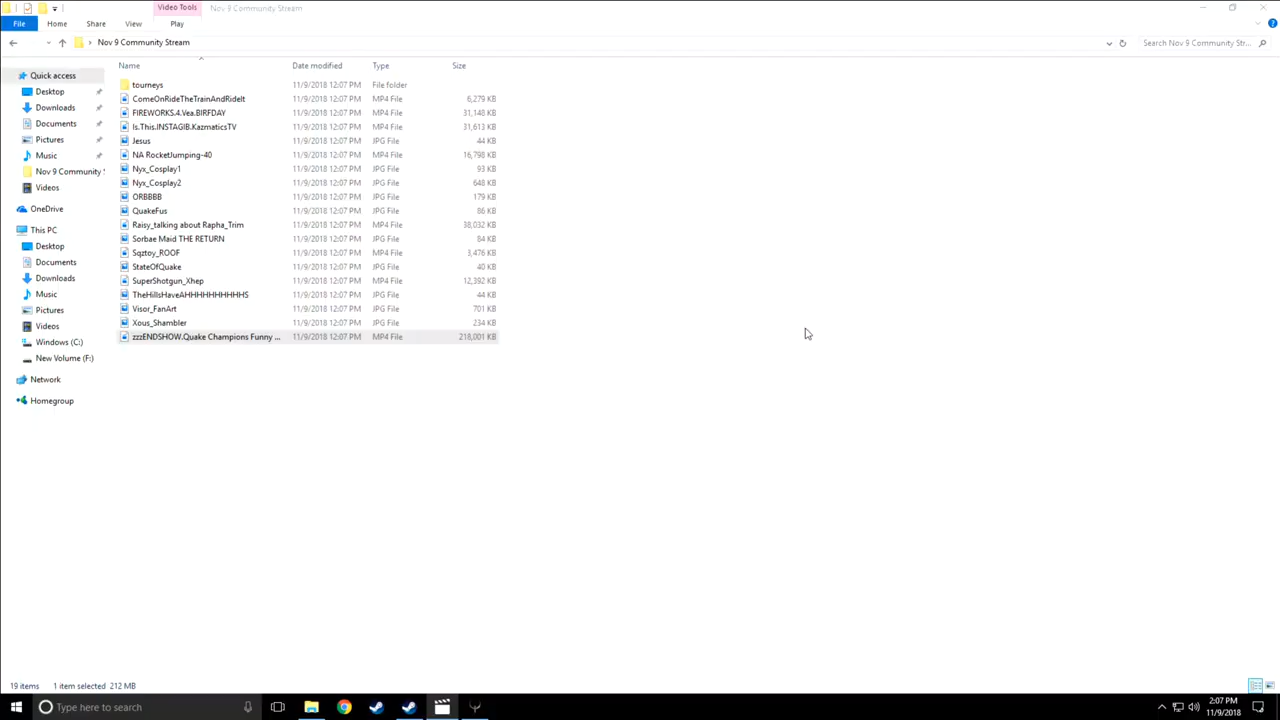 Video Tools Nov 9 Community Stream
File Home Share View Play
Nov 9 Community Stream Search Nov 9 Community Str...
Name Date modified Type Size
Quick access
Desktop
Downloads
Documents
Pictures
Music
Nov 9 Community S
Videos
OneDrive
This PC
Desktop
Documents
Downloads
Music
Pictures
Videos
Windows (C:)
New Volume (F:)
Network
Homegroup
tourneys 11/9/2018 12:07 PM File folder
ComeOnRideTheTrainAndRideIt 11/9/2018 12:07 PM MP4 File 6,279 KB
FIREWORKS.4.Vea.BIRFDAY 11/9/2018 12:07 PM MP4 File 31,148 KB
Is.This.INSTAGIB.KazmaticsTV 11/9/2018 12:07 PM MP4 File 31,613 KB
Jesus 11/9/2018 12:07 PM JPG File 44 KB
NA RocketJumping-40 11/9/2018 12:07 PM MP4 File 16,798 KB
Nyx_Cosplay1 11/9/2018 12:07 PM JPG File 93 KB
Nyx_Cosplay2 11/9/2018 12:07 PM JPG File 648 KB
ORBBBB 11/9/2018 12:07 PM JPG File 179 KB
QuakeFus 11/9/2018 12:07 PM JPG File 86 KB
Raisy_talking about Rapha_Trim 11/9/2018 12:07 PM MP4 File 38,032 KB
Sorbae Maid THE RETURN 11/9/2018 12:07 PM JPG File 84 KB
Sqztoy_ROOF 11/9/2018 12:07 PM MP4 File 3,476 KB
StateOfQuake 11/9/2018 12:07 PM JPG File 40 KB
SuperShotgun_Xhep 11/9/2018 12:07 PM MP4 File 12,392 KB
TheHillsHaveAHHHHHHHHHHS 11/9/2018 12:07 PM JPG File 44 KB
Visor_FanArt 11/9/2018 12:07 PM JPG File 701 KB
Xous_Shambler 11/9/2018 12:07 PM JPG File 234 KB
zzzENDSHOW.Quake Champions Funny ... 11/9/2018 12:07 PM MP4 File 218,001 KB
19 items 1 item selected 212 MB
Type here to search
2:07 PM
11/9/2018